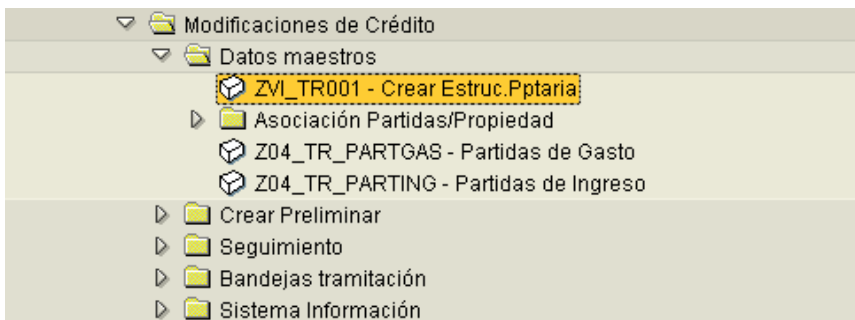 Modificaciones de Crédito
Datos maestros
ZVI_TR001 - Crear Estruc.Pptaria
Asociación Partidas/Propiedad
Z04_TR_PARTGAS - Partidas de Gasto
Z04_TR_PARTING - Partidas de Ingreso
Crear Preliminar
Seguimiento
Bandejas tramitación
Sistema Información